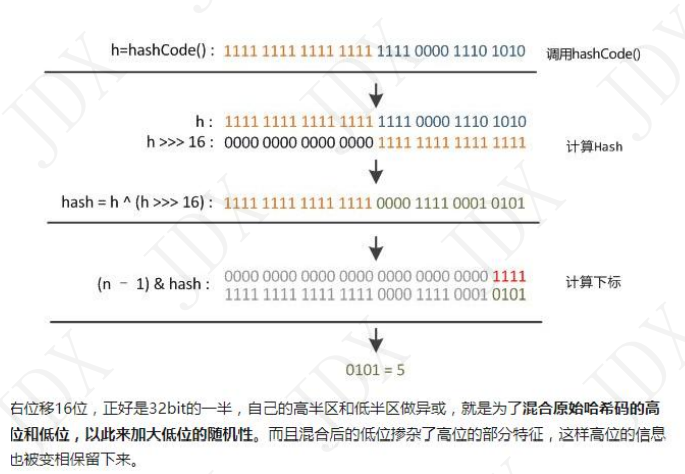 h=hashCode() : 1111 1111 1111 1111 1111 0000 1110 1010 调用hashCode()
h : 1111 1111 1111 1111 1111 0000 1110 1010
h >>> 16 : 0000 0000 0000 0000 1111 1111 1111 1111
计算Hash
hash = h ^ (h >>> 16) : 1111 1111 1111 1111 0000 1111 0001 0101
(n – 1) & hash : 0000 0000 0000 0000 0000 0000 0000 1111
1111 1111 1111 1111 0000 1111 0001 0101
计算下标
0101 = 5
右位移16位，正好是32bit的一半，自己的高半区和低半区做异或，就是为了混合原始哈希码的高
位和低位，以此来加大低位的随机性。而且混合后的低位掺杂了高位的部分特征，这样高位的信息
也被变相保留下来。
JDX
JDX
JDX
JDX
JDX
JDX